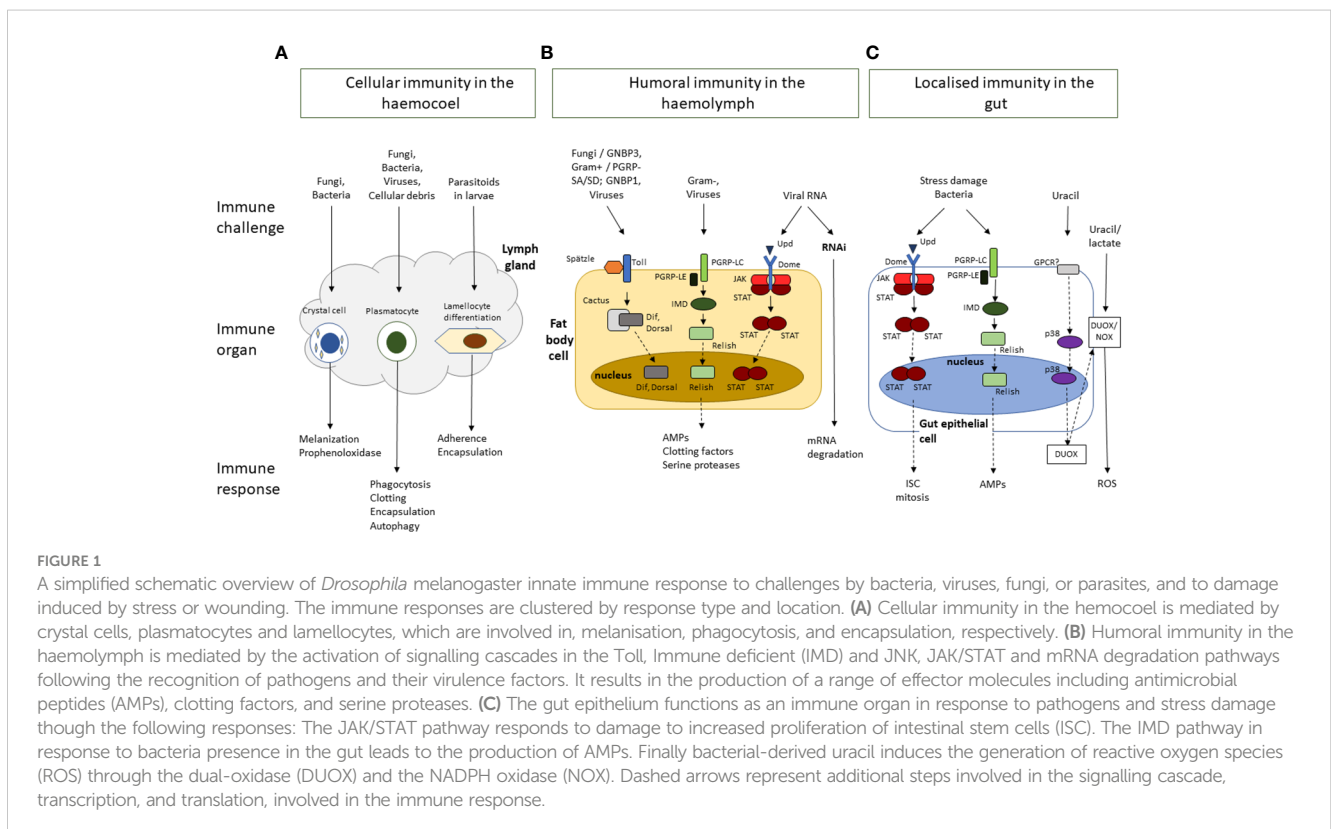 A
B
C
Cellular immunity in the
haemocoel
Humoral immunity in the
haemolymph
Localised immunity in the
gut
Immune
challenge
Fungi,
Bacteria
Fungi,
Bacteria,
Viruses,
Cellular debris
Parasitoids
in larvae
Fungi / GNBP3,
Gram+ / PGRP-
SA/SD; GNBP1,
Viruses
Gram-,
Viruses
Viral RNA
Stress damage
Bacteria
Uracil
Uracil/
lactate
Immune
organ
Lymph
gland
Crystal cell
Plasmatocyte
Lamellocyte
differentiation
Fat
body
cell
Spätzle
Toll
Cactus
Dif,
Dorsal
PGRP-LC
PGRP-LE
IMD
Relish
Upd
Dome
JAK
STAT
STAT
STAT
RNAi
nucleus
Dif, Dorsal
Relish
STAT
STAT
Upd
Dome
JAK
STAT
STAT
STAT
PGRP-LC
PGRP-LE
IMD
Relish
GPCR?
p38
DUOX/
NOX
nucleus
STAT
STAT
Relish
p38
Gut epithelial
cell
DUOX
Immune
response
Melanization
Prophenoloxidase
Phagocytosis
Clotting
Encapsulation
Autophagy
Adherence
Encapsulation
AMPs
Clotting factors
Serine proteases
mRNA
degradation
ISC
mitosis
AMPs
ROS
FIGURE 1
A simplified schematic overview of Drosophila melanogaster innate immune response to challenges by bacteria, viruses, fungi, or parasites, and to damage
induced by stress or wounding. The immune responses are clustered by response type and location. (A) Cellular immunity in the hemocoel is mediated by
crystal cells, plasmatocytes and lamellocytes, which are involved in, melanisation, phagocytosis, and encapsulation, respectively. (B) Humoral immunity in the
haemolymph is mediated by the activation of signalling cascades in the Toll, Immune deficient (IMD) and JNK, JAK/STAT and mRNA degradation pathways
following the recognition of pathogens and their virulence factors. It results in the production of a range of effector molecules including antimicrobial
peptides (AMPs), clotting factors, and serine proteases. (C) The gut epithelium functions as an immune organ in response to pathogens and stress damage
though the following responses: The JAK/STAT pathway responds to damage to increased proliferation of intestinal stem cells (ISC). The IMD pathway in
response to bacteria presence in the gut leads to the production of AMPs. Finally bacterial-derived uracil induces the generation of reactive oxygen species
(ROS) through the dual-oxidase (DUOX) and the NADPH oxidase (NOX). Dashed arrows represent additional steps involved in the signalling cascade,
transcription, and translation, involved in the immune response.